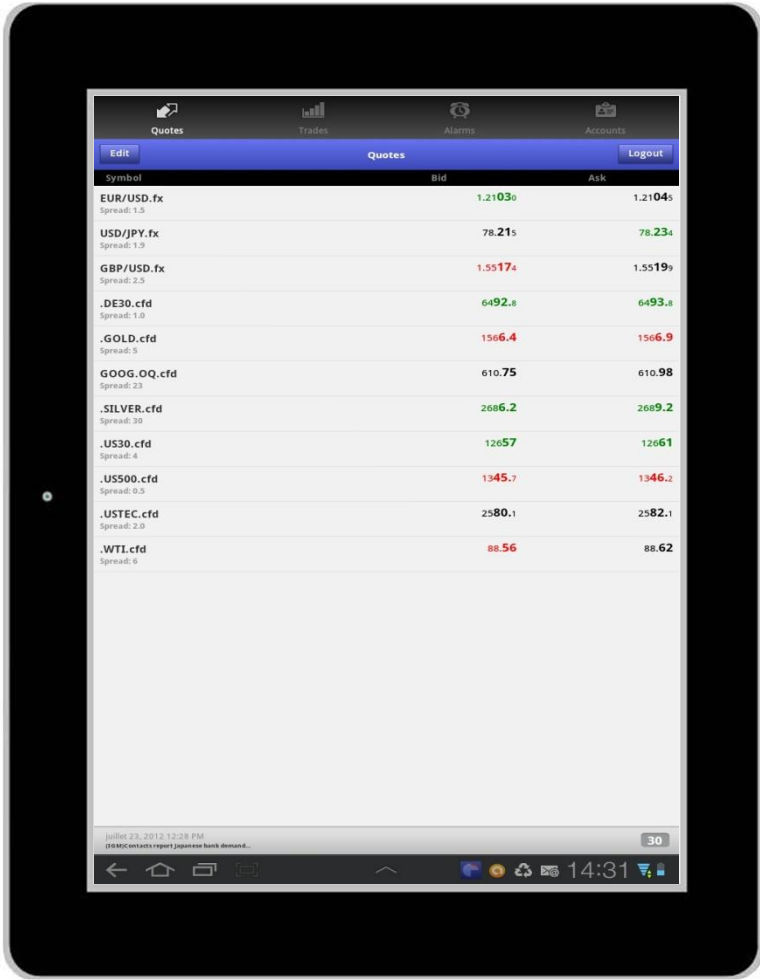 Quotes Trades Alarms Accounts
Edit Quotes Logout
Symbol Bid Ask
EUR/USD.fx 1.21030 1.21045
Spread: 1.5
USD/JPY.fx 78.215 78.234
Spread: 1.9
GBP/USD.fx 1.55174 1.55199
Spread: 2.5
.DE30.cfd 6492.8 6493.8
Spread: 1.0
.GOLD.cfd 1566.4 1566.9
Spread: 5
GOOG.OQ.cfd 610.75 610.98
Spread: 23
.SILVER.cfd 2686.2 2689.2
Spread: 30
.US30.cfd 12657 12661
Spread: 4
.US500.cfd 1345.7 1346.2
Spread: 0.5
.USTEC.cfd 2580.1 2582.1
Spread: 2.0
.WTI.cfd 88.56 88.62
Spread: 6
juillet 23, 2012 12:28 PM
(IGM)Contacts report Japanese bank demand...
30
14:31